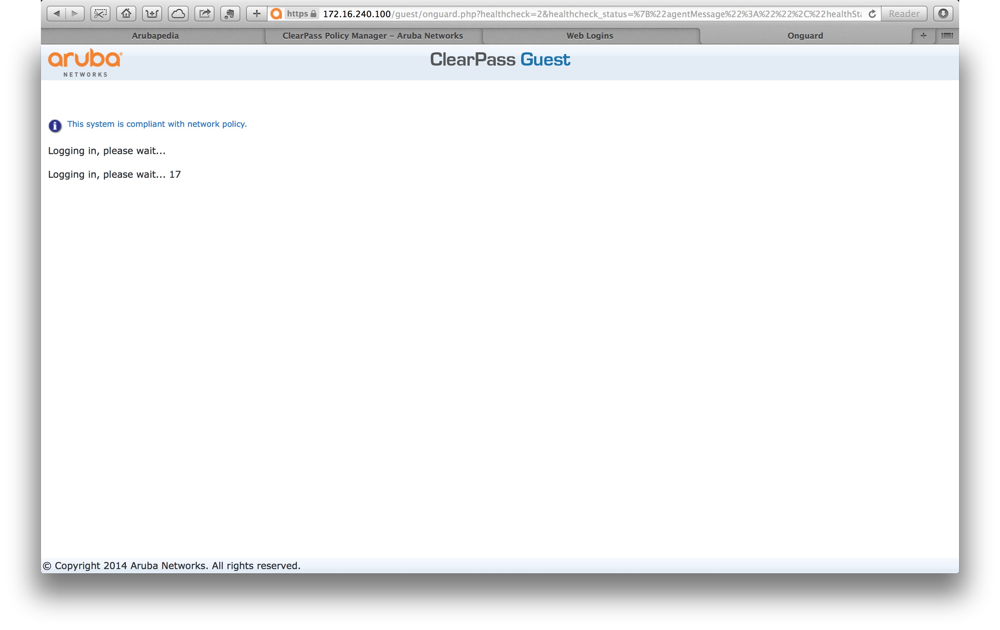 https 172.16.240.100/guest/onguard.php?healthcheck=2&healthcheck_status=%7B%22agentMessage%22%3A%22%22%2C%22healthSta Reader
Arubapedia ClearPass Policy Manager – Aruba Networks Web Logins Onguard
aruba®
NETWORKS
ClearPass Guest
This system is compliant with network policy.
Logging in, please wait...
Logging in, please wait... 17
© Copyright 2014 Aruba Networks. All rights reserved.